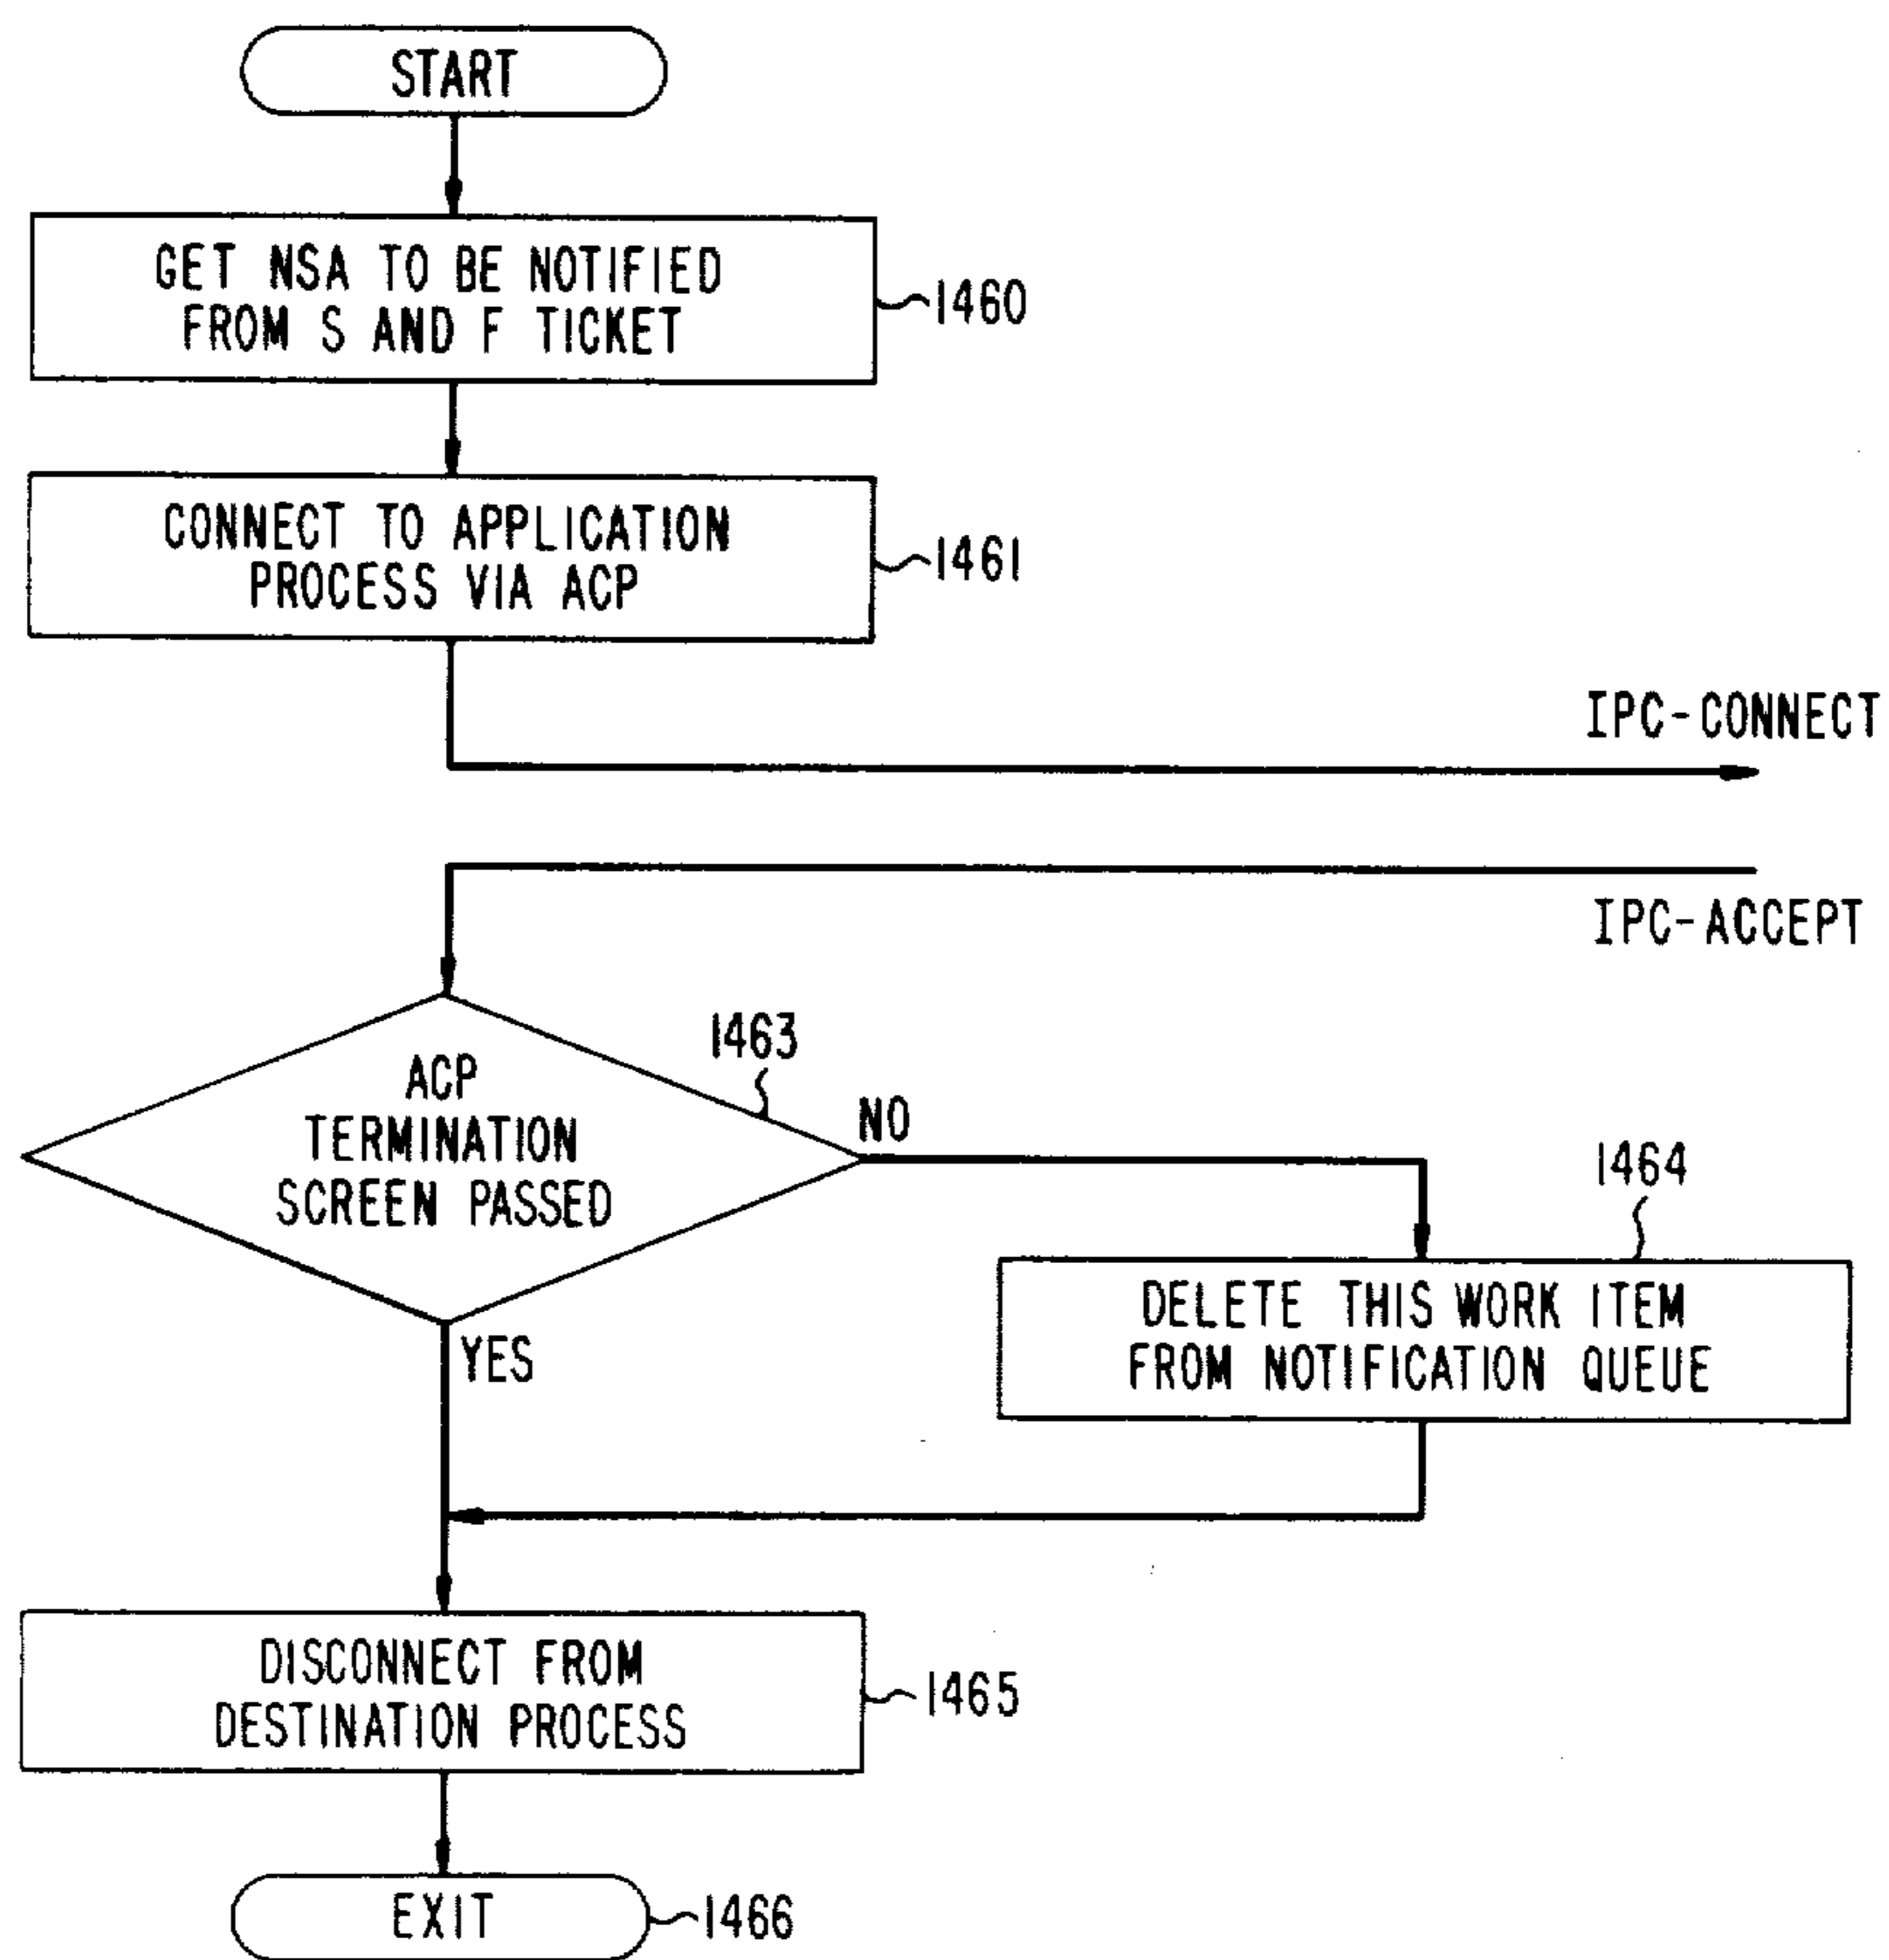 START
GET NSA TO BE NOTIFIED
FROM S AND F TICKET
1460
CONNECT TO APPLICATION
PROCESS VIA ACP
1461
IPC-CONNECT
IPC-ACCEPT
1463
ACP
TERMINATION
SCREEN PASSED
NO
YES
1464
DELETE THIS WORK ITEM
FROM NOTIFICATION QUEUE
DISCONNECT FROM
DESTINATION PROCESS
1465
EXIT
1466